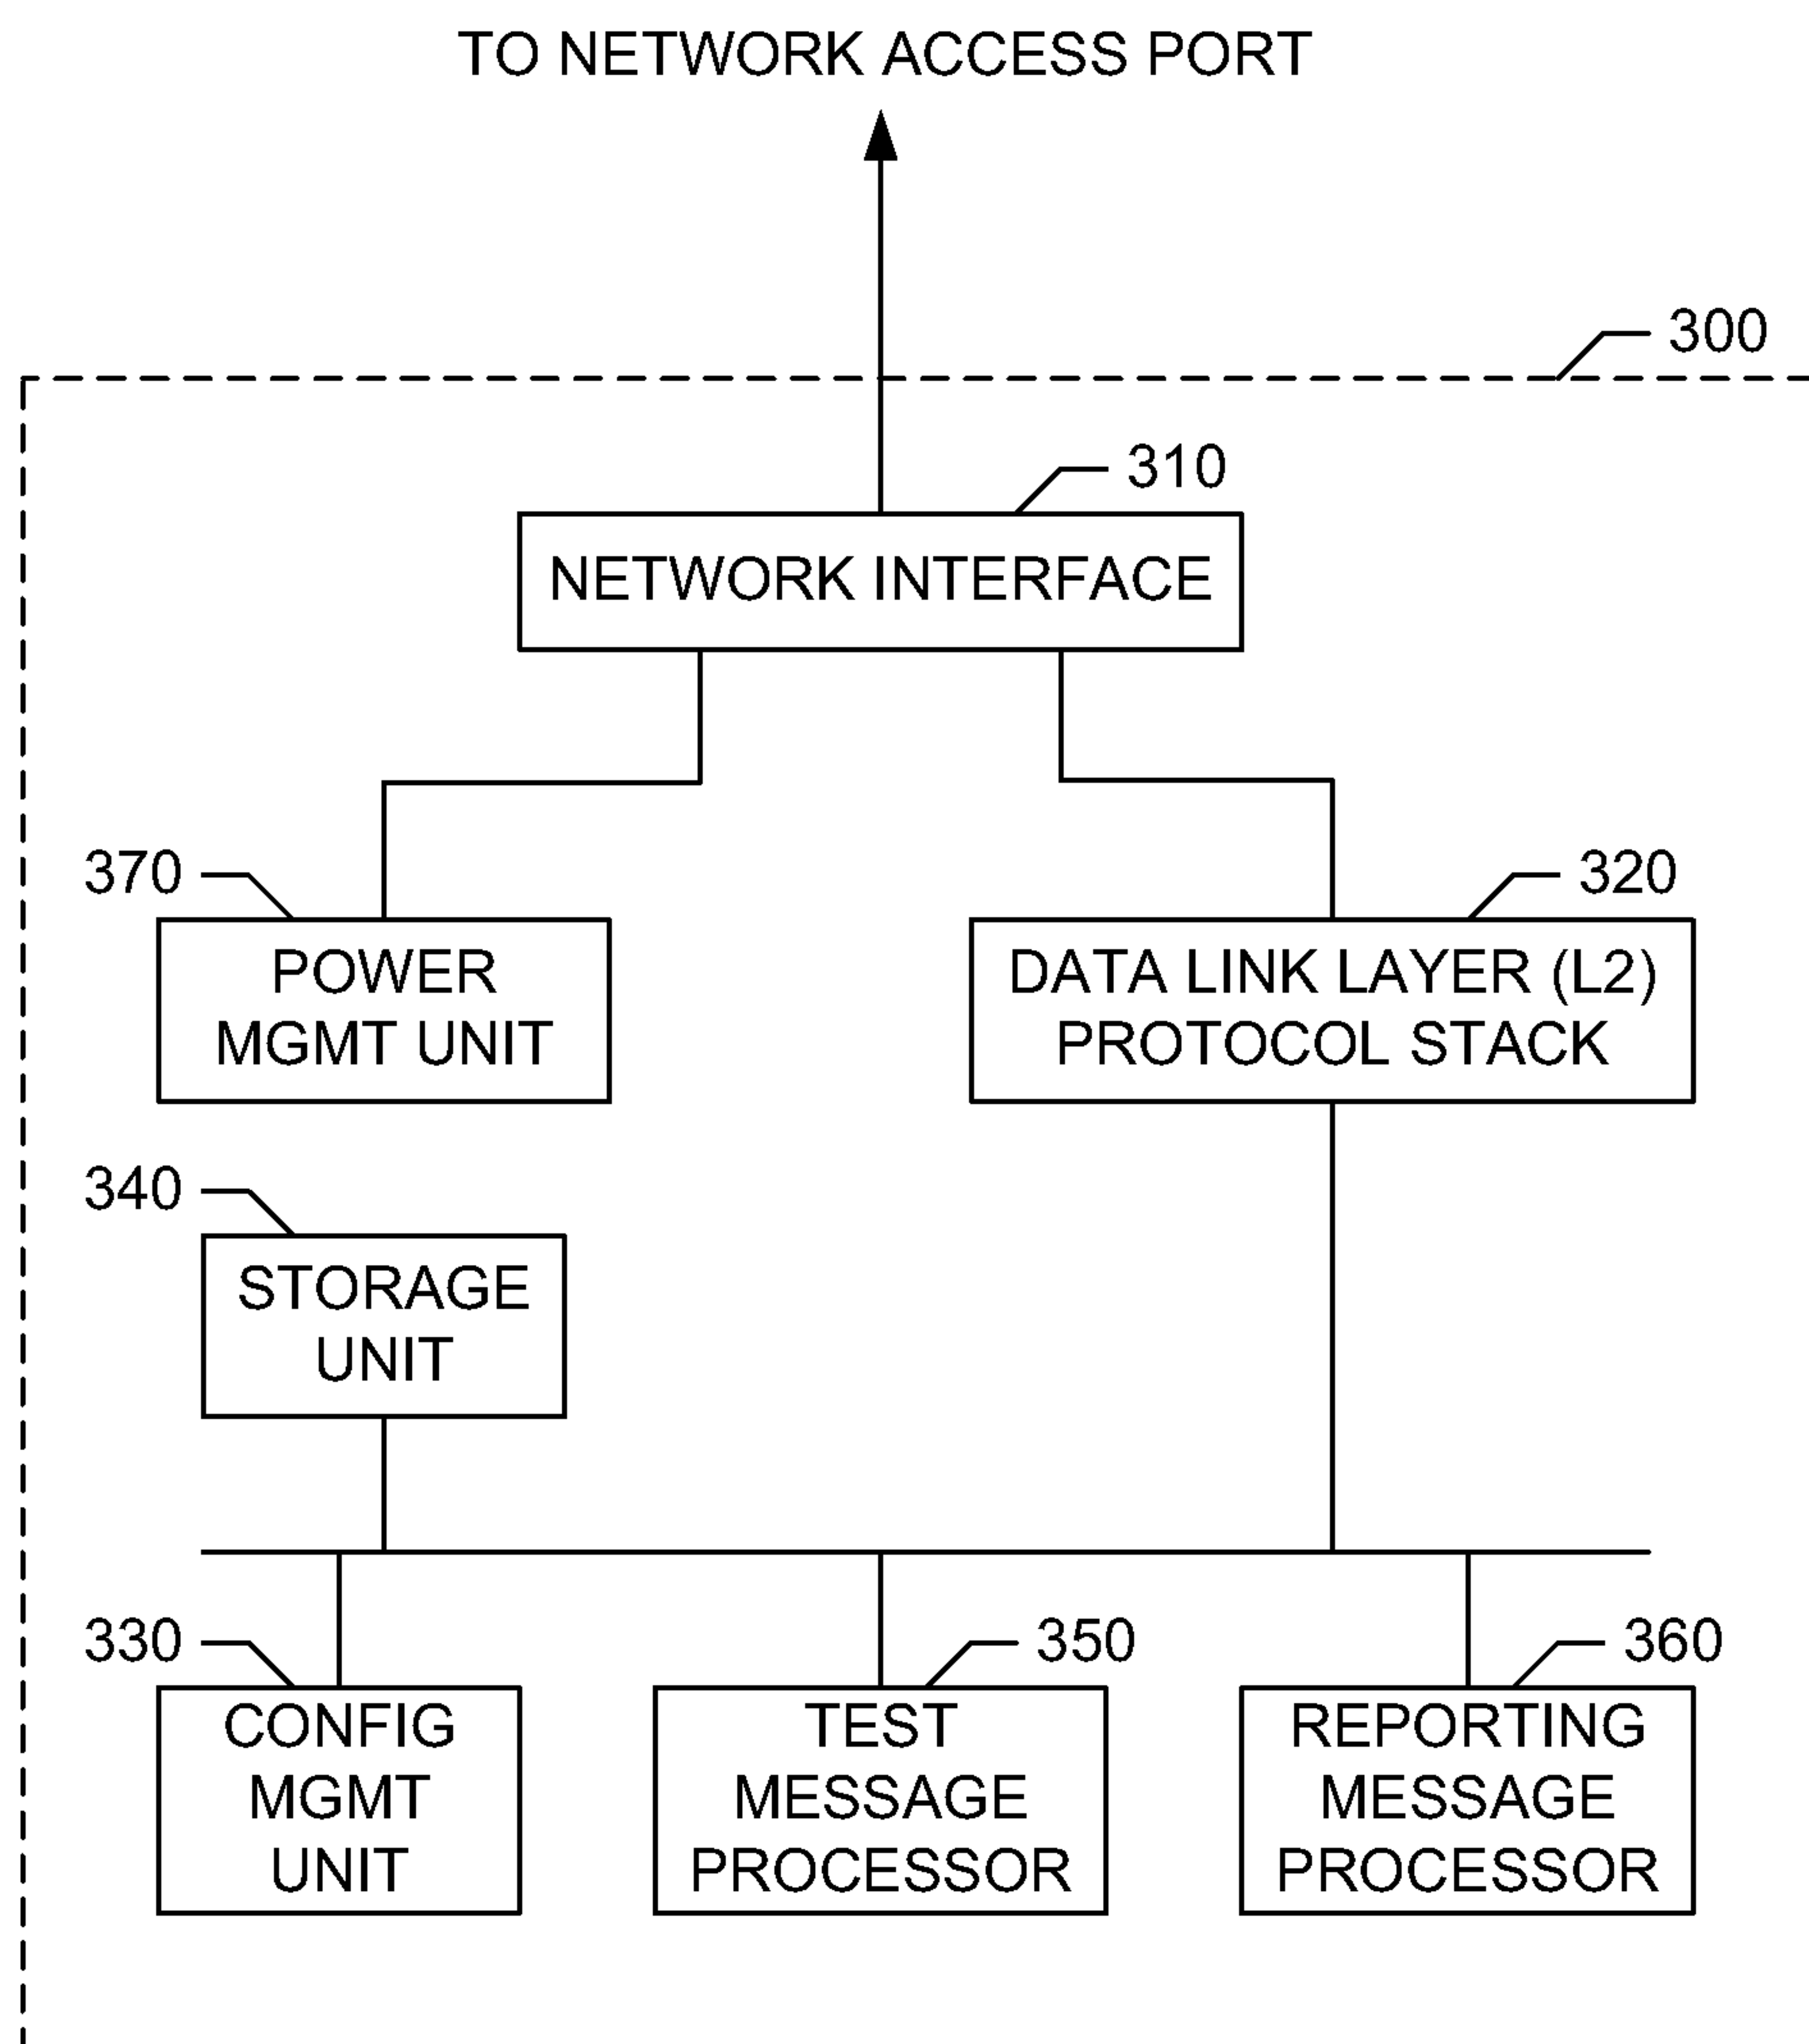 TO NETWORK ACCESS PORT
300
310
NETWORK INTERFACE
370
POWER
MGMT UNIT
320
DATA LINK LAYER (L2)
PROTOCOL STACK
340
STORAGE
UNIT
330
CONFIG
MGMT
UNIT
350
TEST
MESSAGE
PROCESSOR
360
REPORTING
MESSAGE
PROCESSOR